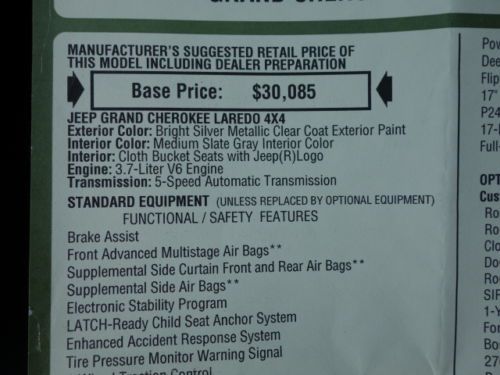 MANUFACTURER'S SUGGESTED RETAIL PRICE OF
THIS MODEL INCLUDING DEALER PREPARATION
Base Price: $30,085
JEEP GRAND CHEROKEE LAREDO 4X4
Exterior Color: Bright Silver Metallic Clear Coat Exterior Paint
Interior Color: Medium Slate Gray Interior Color
Interior: Cloth Bucket Seats with Jeep(R)Logo
Engine: 3.7-Liter V6 Engine
Transmission: 5-Speed Automatic Transmission
STANDARD EQUIPMENT (UNLESS REPLACED BY OPTIONAL EQUIPMENT)
FUNCTIONAL / SAFETY FEATURES
Brake Assist
Front Advanced Multistage Air Bags**
Supplemental Side Curtain Front and Rear Air Bags**
Supplemental Side Air Bags**
Electronic Stability Program
LATCH-Ready Child Seat Anchor System
Enhanced Accident Response System
Tire Pressure Monitor Warning Signal
Traction Control
Flip
17"
P24
OPT